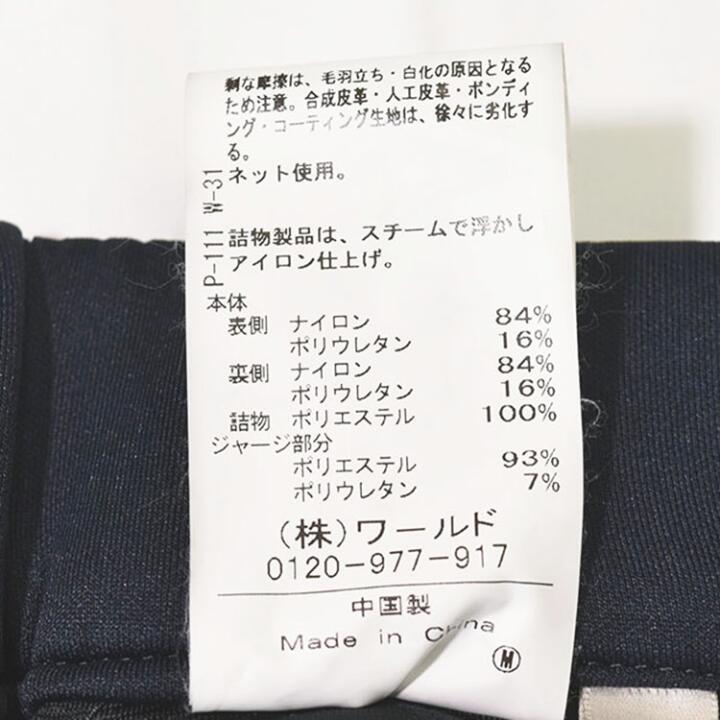 剰な摩擦は、毛羽立ち・白化の原因となる
ため注意。合成皮革・人工皮革・ボンディ
ング・コーティング生地は、徐々に劣化す
る。
ネット使用。
P-111 W-31
詰物製品は、スチームで浮かし
アイロン仕上げ。
本体
表側 ナイロン 84%
ポリウレタン 16%
裏側 ナイロン 84%
ポリウレタン 16%
詰物 ポリエステル 100%
ジャージ部分
ポリエステル 93%
ポリウレタン 7%
(株)ワールド
0120-977-917
中国製
Made in China
M